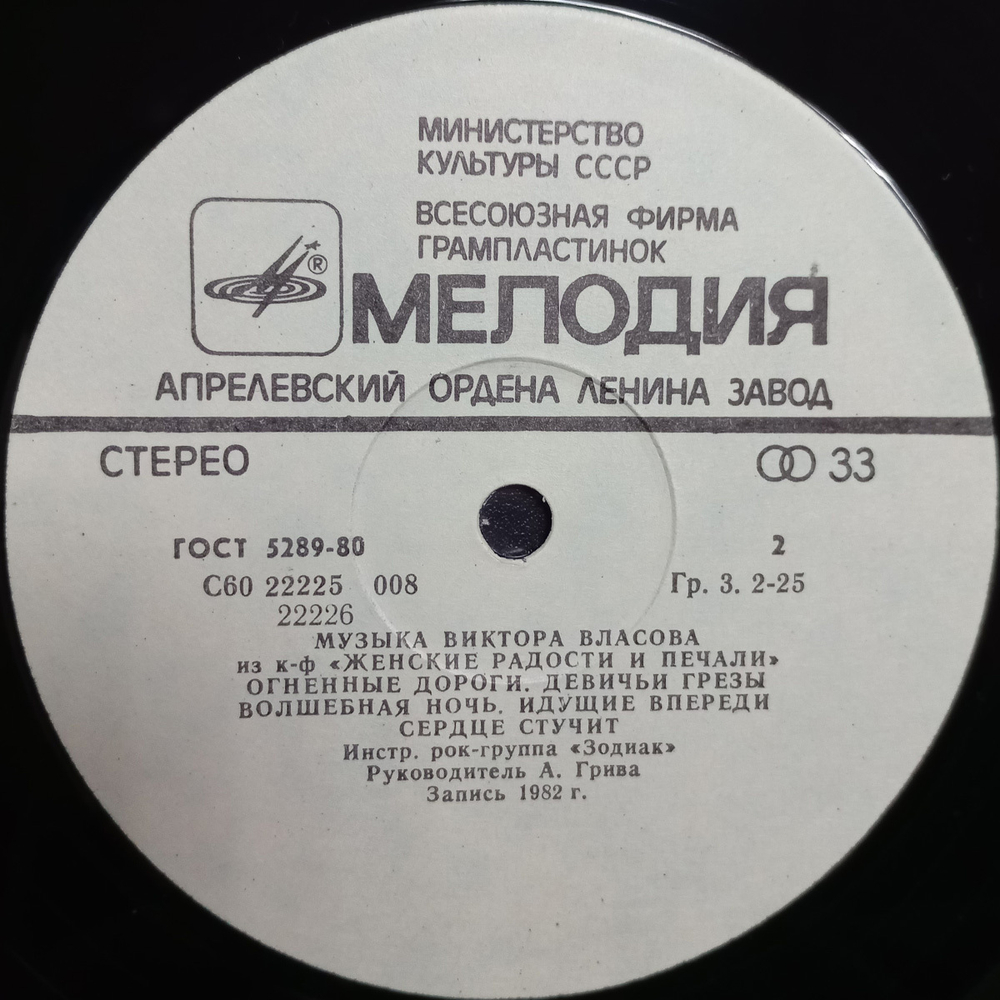 МИНИСТЕРСТВО
КУЛЬТУРЫ СССР
ВСЕСОЮЗНАЯ ФИРМА
ГРАМПЛАСТИНОК
®
МЕЛОДИЯ
АПРЕЛЕВСКИЙ ОРДЕНА ЛЕНИНА ЗАВОД
СТЕРЕО 33
ГОСТ 5289-80 2
С60 22225 008 Гр. 3. 2-25
22226
МУЗЫКА ВИКТОРА ВЛАСОВА
из к-ф «ЖЕНСКИЕ РАДОСТИ И ПЕЧАЛИ»
ОГНЕННЫЕ ДОРОГИ. ДЕВИЧЬИ ГРЕЗЫ
ВОЛШЕБНАЯ НОЧЬ. ИДУЩИЕ ВПЕРЕДИ
СЕРДЦЕ СТУЧИТ
Инстр. рок-группа «Зодиак»
Руководитель А. Грива
Запись 1982 г.